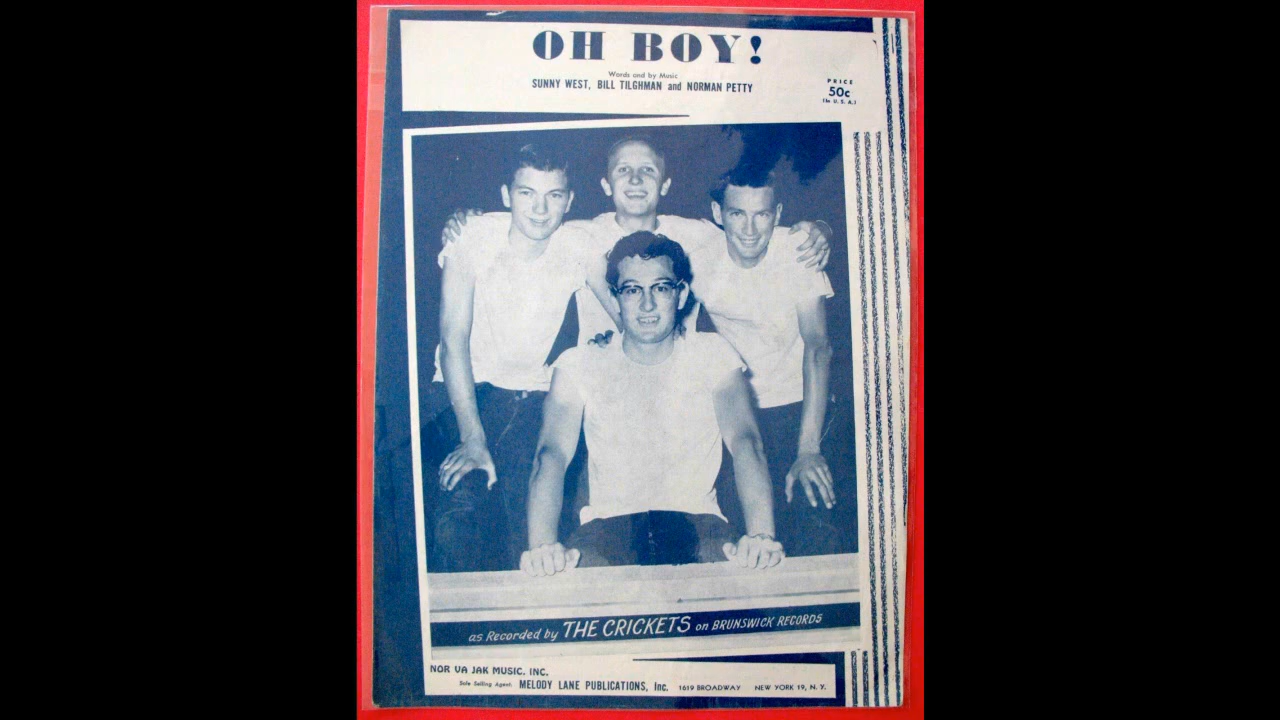 OH BOY!
Words and by Music
SUNNY WEST, BILL TILGHMAN and NORMAN PETTY
PRICE
50c
(In U. S. A.)
as Recorded by THE CRICKETS on BRUNSWICK RECORDS
NOR VA JAK MUSIC. INC.
Sole Selling Agent: MELODY LANE PUBLICATIONS, Inc. 1619 BROADWAY NEW YORK 19, N. Y.